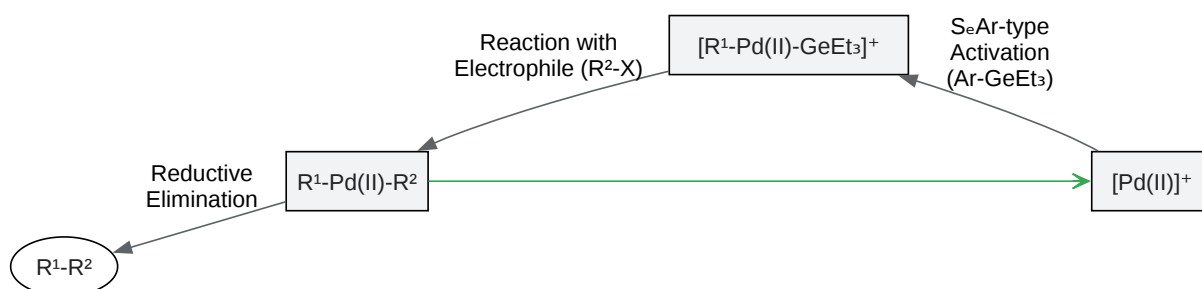 [R¹-Pd(II)-GeEt₃]⁺
SₑAr-type
Activation
(Ar-GeEt₃)
Reaction with
Electrophile (R²-X)
R¹-Pd(II)-R²
[Pd(II)]⁺
Reductive
Elimination
R¹-R²